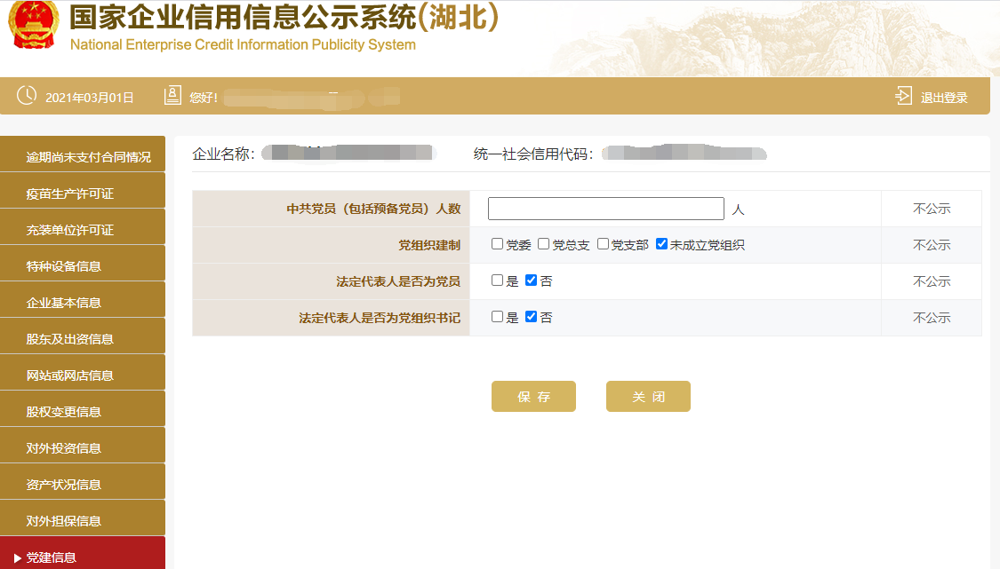 国家企业信用信息公示系统(湖北)
National Enterprise Credit Information Publicity System
2021年03月01日 您好! 退出登录
企业名称: 统一社会信用代码:
逾期尚未支付合同情况
疫苗生产许可证
充装单位许可证
特种设备信息
企业基本信息
股东及出资信息
网站或网店信息
股权变更信息
对外投资信息
资产状况信息
对外担保信息
党建信息
中共党员（包括预备党员）人数 人 不公示
党组织建制 党委 党总支 党支部 未成立党组织 不公示
法定代表人是否为党员 是 否 不公示
法定代表人是否为党组织书记 是 否 不公示
保 存 关 闭